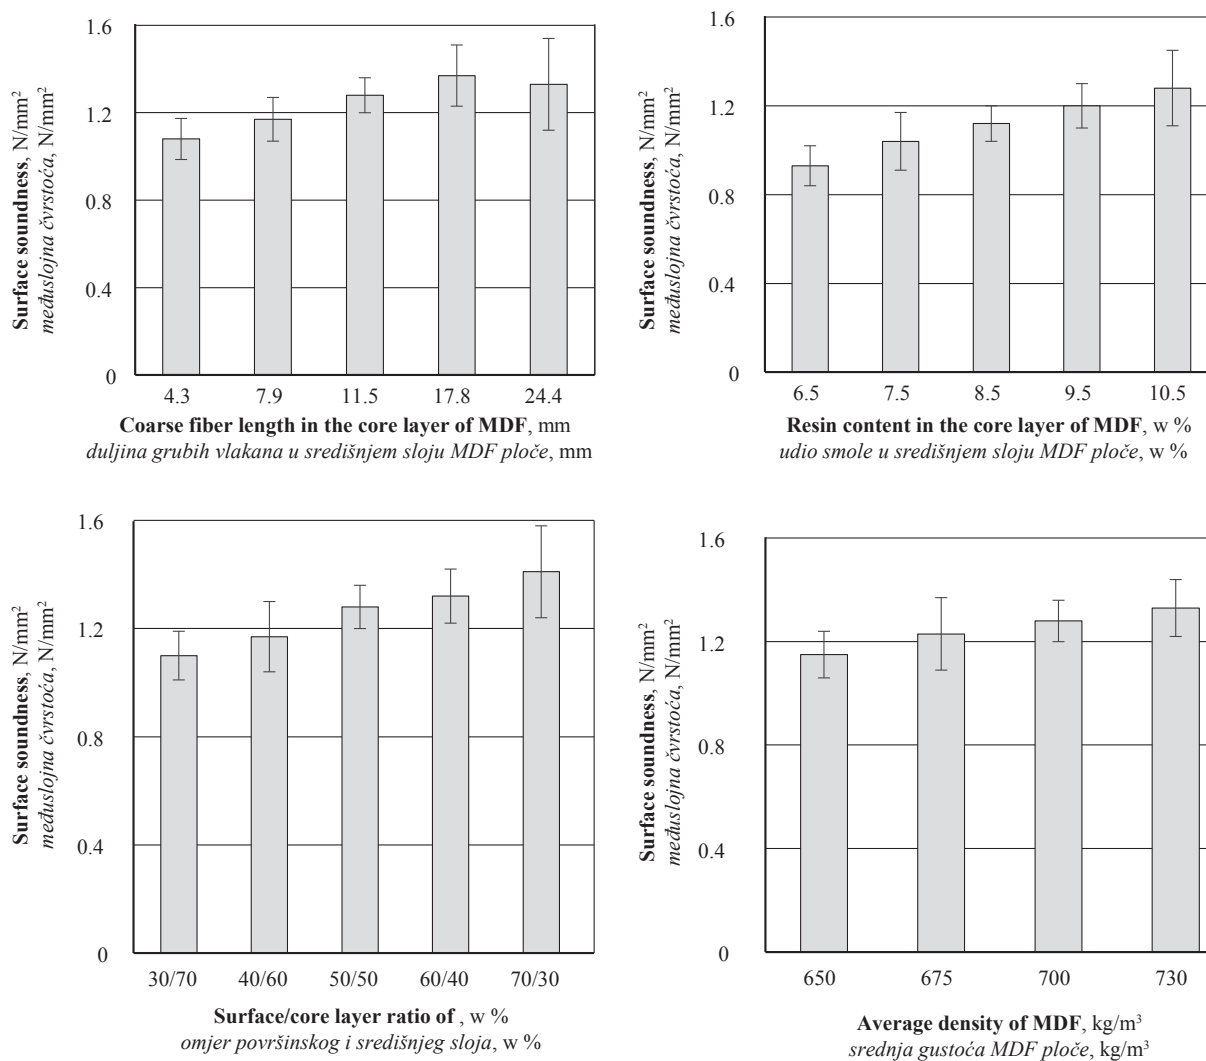 Surface soundness, N/mm²
međuslojna čvrstoća, N/mm²
1.6
1.2
0.8
0.4
0
4.3 7.9 11.5 17.8 24.4
Coarse fiber length in the core layer of MDF, mm
duljina grubih vlakana u središnjem sloju MDF ploče, mm
Surface soundness, N/mm²
međuslojna čvrstoća, N/mm²
1.6
1.2
0.8
0.4
0
6.5 7.5 8.5 9.5 10.5
Resin content in the core layer of MDF, w %
udio smole u središnjem sloju MDF ploče, w %
Surface soundness, N/mm²
međuslojna čvrstoća, N/mm²
1.6
1.2
0.8
0.4
0
30/70 40/60 50/50 60/40 70/30
Surface/core layer ratio of , w %
omjer površinskog i središnjeg sloja, w %
Surface soundness, N/mm²
međuslojna čvrstoća, N/mm²
1.6
1.2
0.8
0.4
0
650 675 700 730
Average density of MDF, kg/m³
srednja gustoća MDF ploče, kg/m³